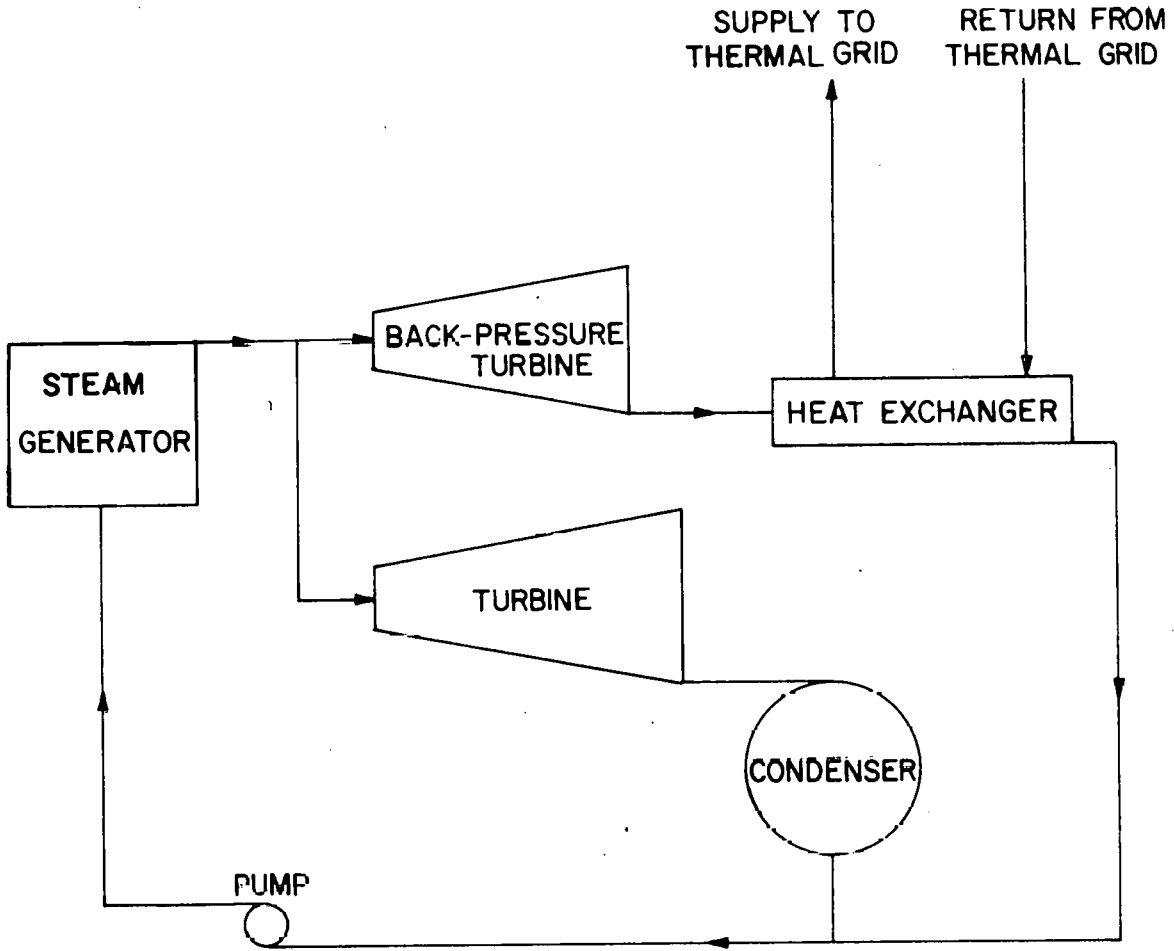 SUPPLY TO
THERMAL GRID
RETURN FROM
THERMAL GRID
BACK-PRESSURE
TURBINE
STEAM
GENERATOR
HEAT EXCHANGER
TURBINE
CONDENSER
PUMP